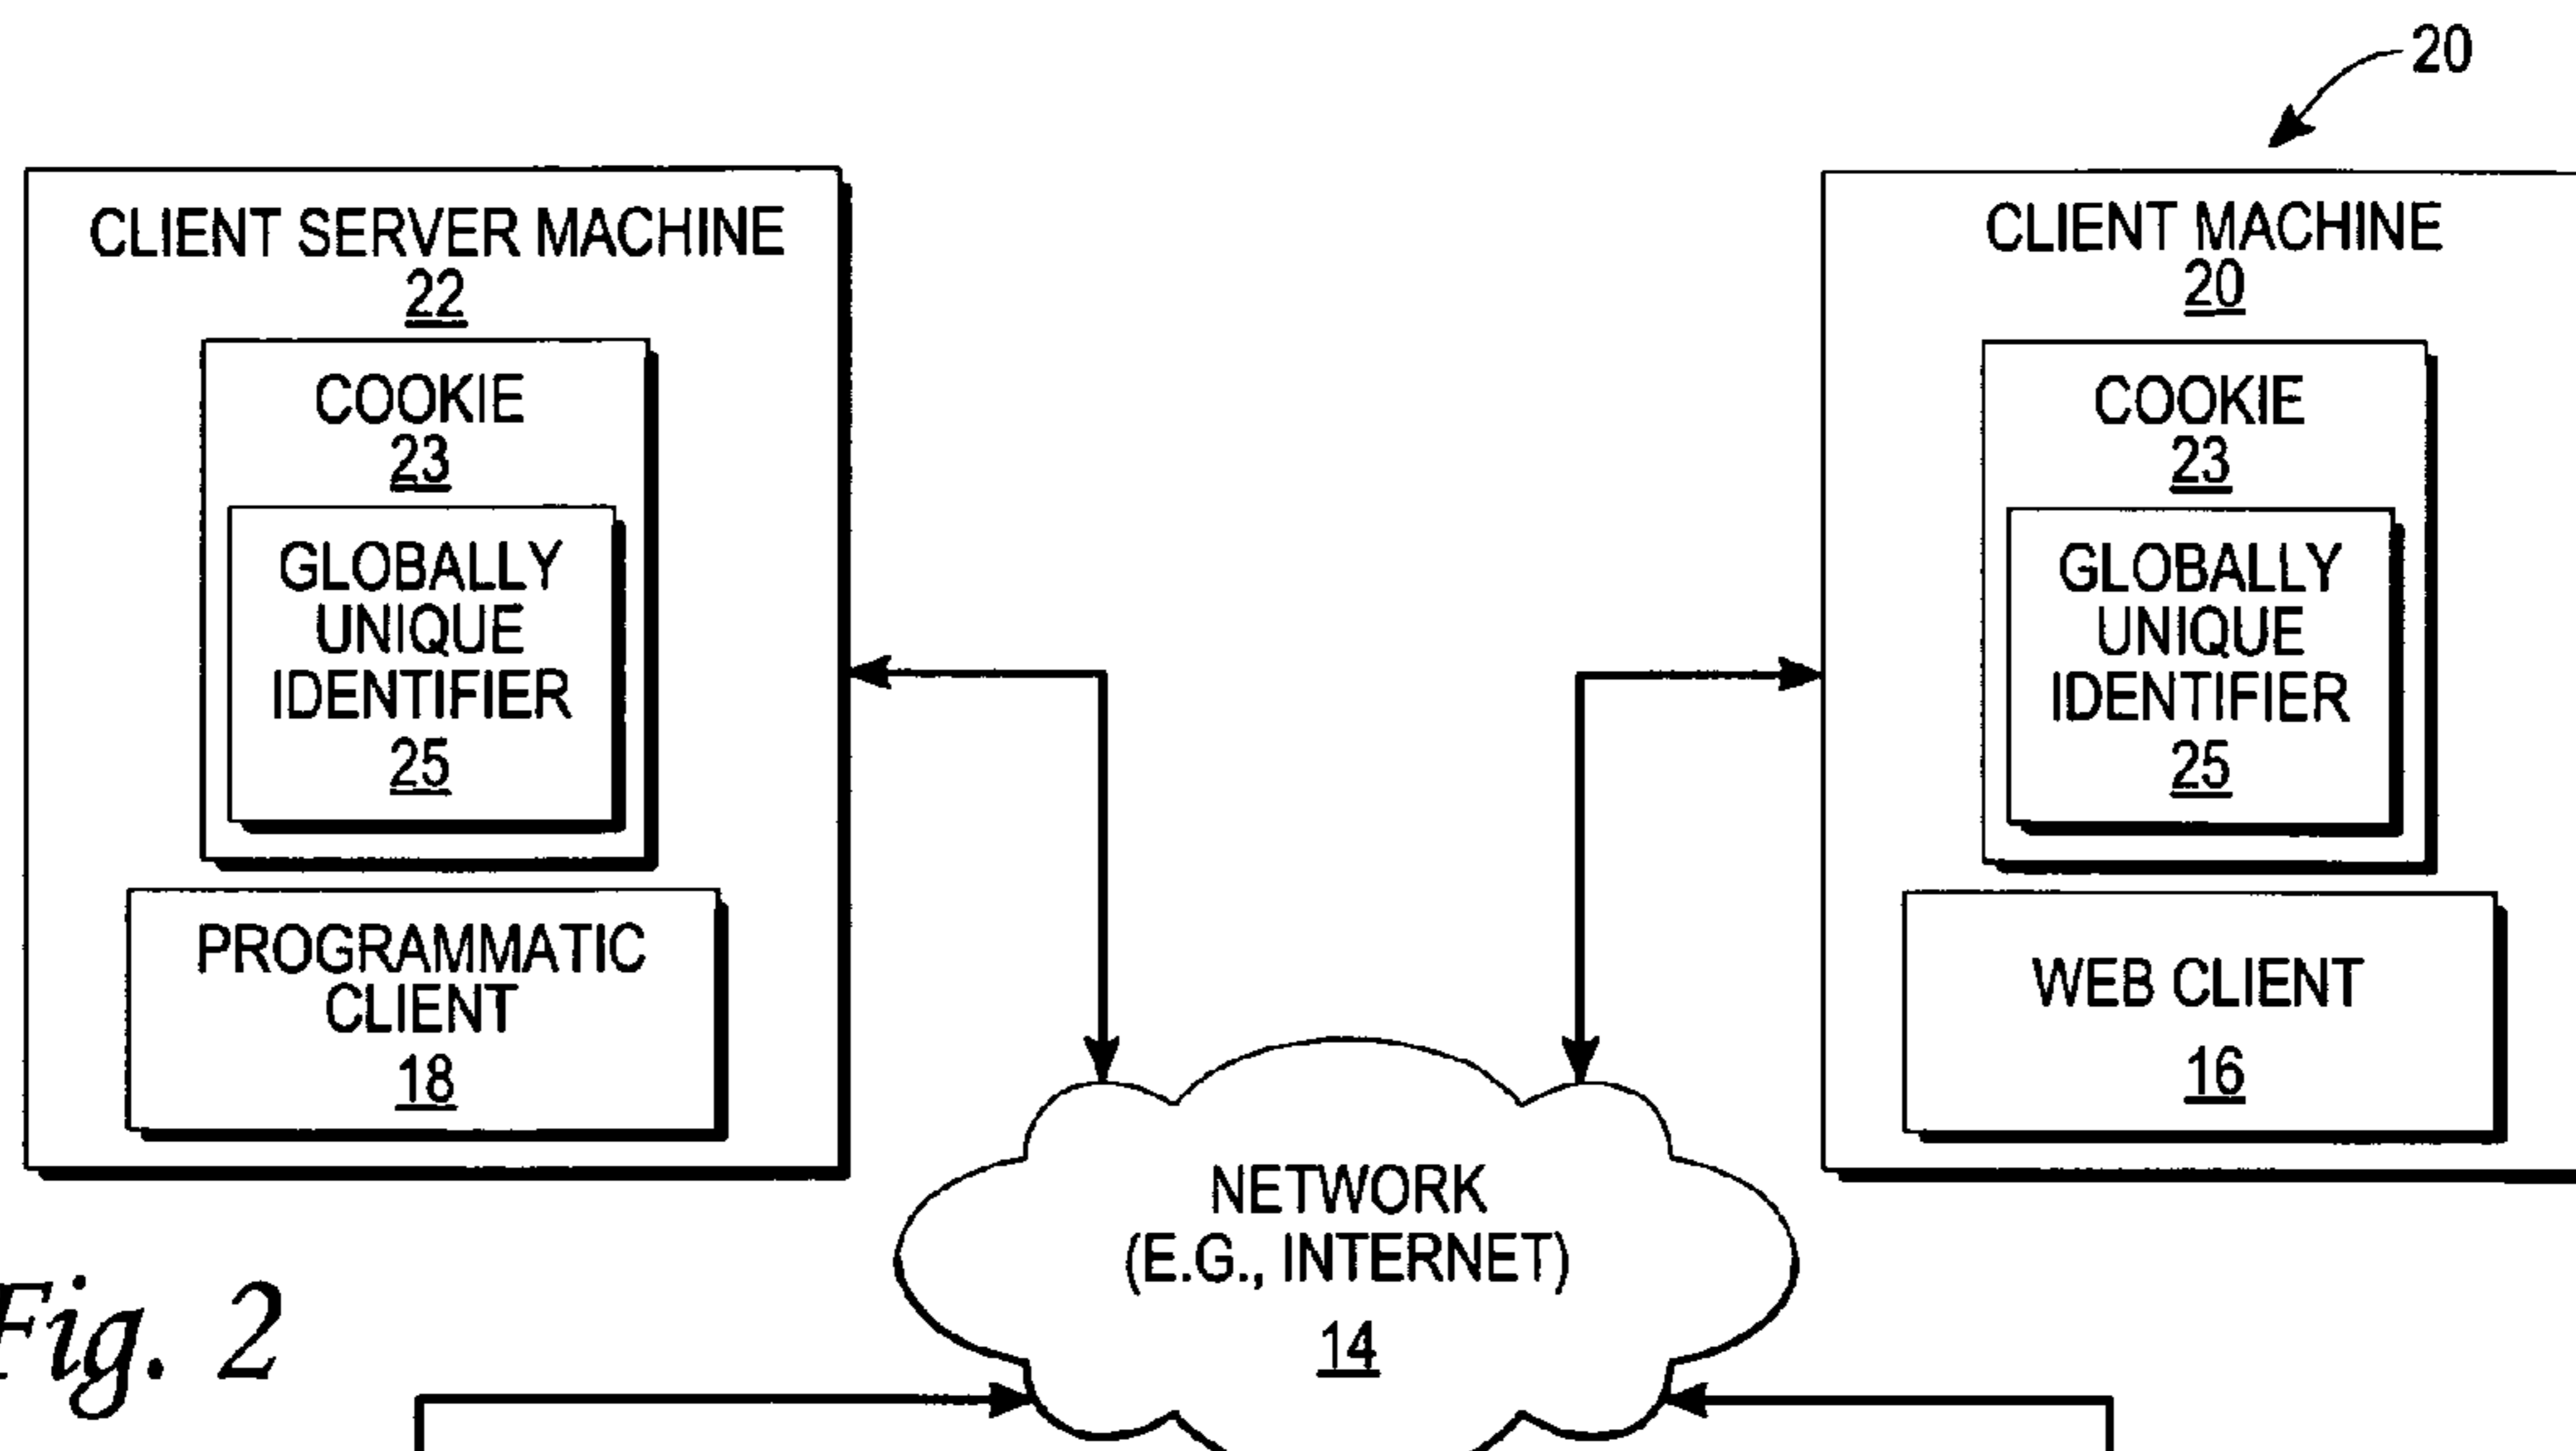 20
CLIENT SERVER MACHINE
22
COOKIE
23
GLOBALLY
UNIQUE
IDENTIFIER
25
PROGRAMMATIC
CLIENT
18
CLIENT MACHINE
20
COOKIE
23
GLOBALLY
UNIQUE
IDENTIFIER
25
WEB CLIENT
16
NETWORK
(E.G., INTERNET)
14
Fig. 2